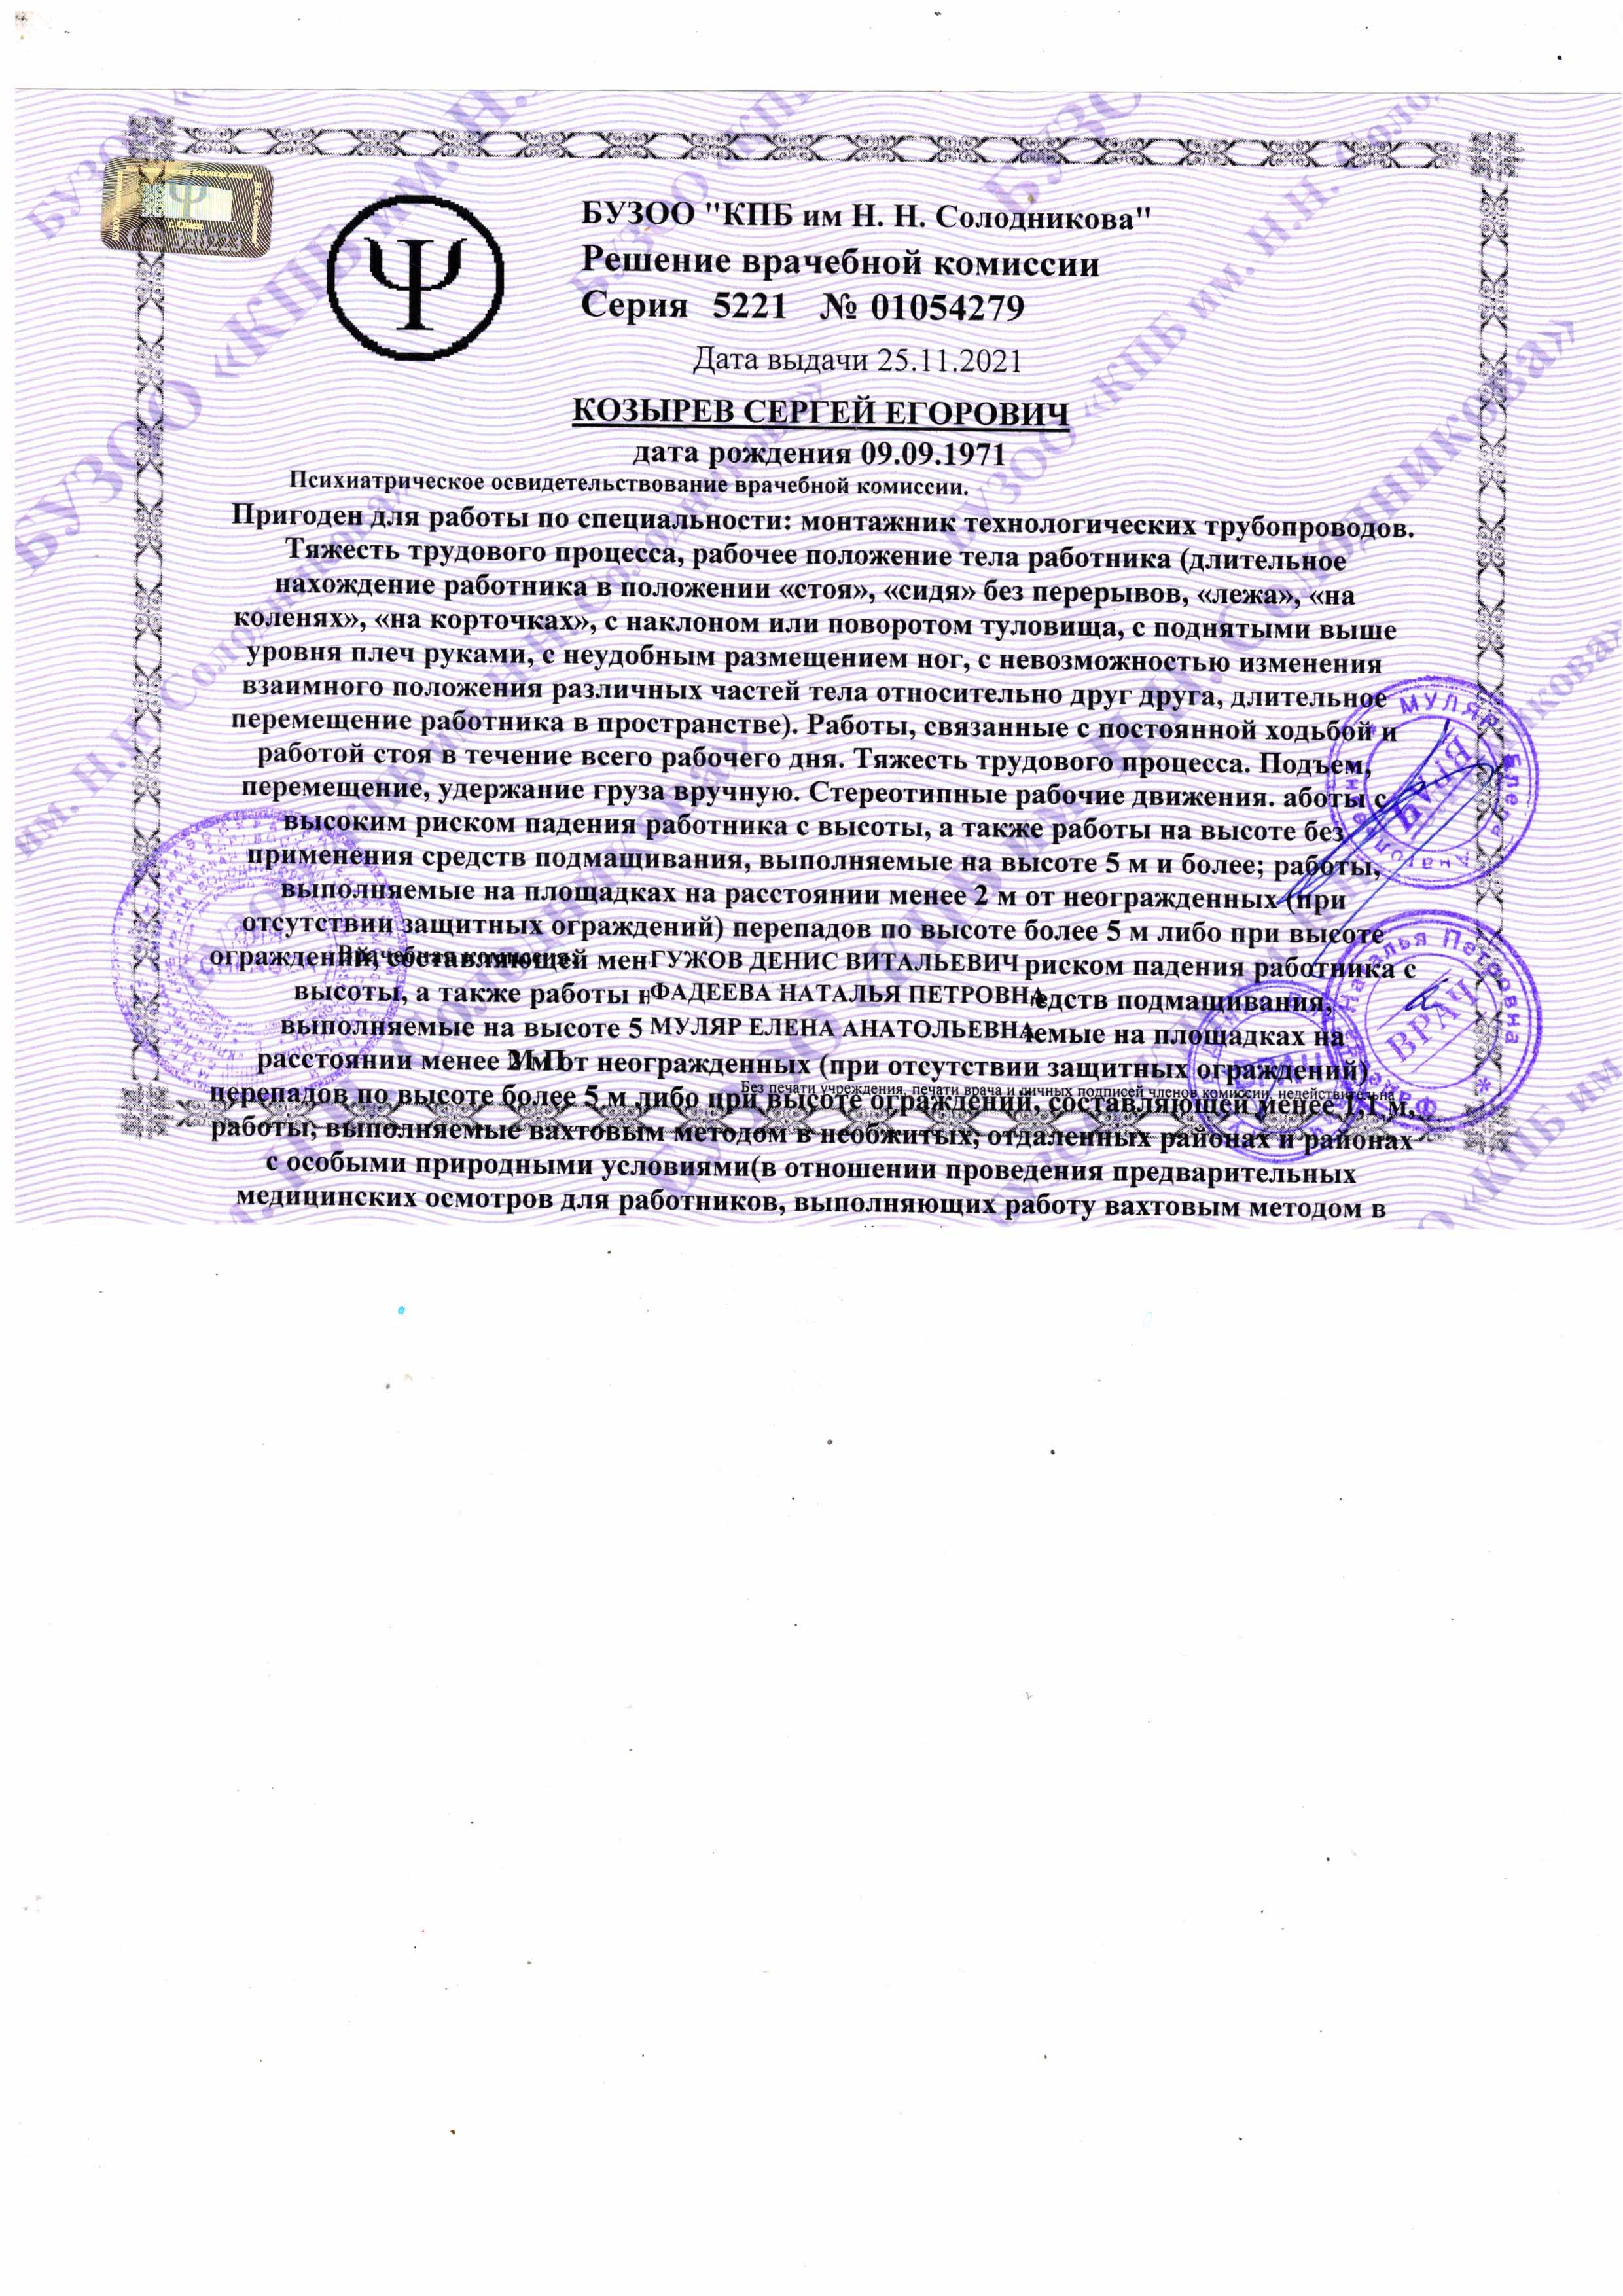 БУЗОО "КПБ им Н. Н. Солодникова"
Решение врачебной комиссии
Серия 5221 № 01054279
Дата выдачи 25.11.2021
КОЗЫРЕВ СЕРГЕЙ ЕГОРОВИЧ
дата рождения 09.09.1971
Психиатрическое освидетельствование врачебной комиссии.
Пригоден для работы по специальности: монтажник технологических трубопроводов.
Тяжесть трудового процесса, рабочее положение тела работника (длительное
нахождение работника в положении «стоя», «сидя» без перерывов, «лежа», «на
коленях», «на корточках», с наклоном или поворотом туловища, с поднятыми выше
уровня плеч руками, с неудобным размещением ног, с невозможностью изменения
взаимного положения различных частей тела относительно друг друга, длительное
перемещение работника в пространстве). Работы, связанные с постоянной ходьбой и
работой стоя в течение всего рабочего дня. Тяжесть трудового процесса. Подъем,
перемещение, удержание груза вручную. Стереотипные рабочие движения. аботы с
высоким риском падения работника с высоты, а также работы на высоте без
применения средств подмащивания, выполняемые на высоте 5 м и более; работы,
выполняемые на площадках на расстоянии менее 2 м от неогражденных (при
отсутствии защитных ограждений) перепадов по высоте более 5 м либо при высоте
ограждений, составляющей мен ГУЖОВ ДЕНИС ВИТАЛЬЕВИЧ риском падения работника с
Врачебная комиссия:
высоты, а также работы н ФАДЕЕВА НАТАЛЬЯ ПЕТРОВНА едств подмащивания,
выполняемые на высоте 5 МУЛЯР ЕЛЕНА АНАТОЛЬЕВНА емые на площадках на
расстоянии менее 2 м от неогражденных (при отсутствии защитных ограждений)
М.П.
Без печати учреждения, печати врача и личных подписей членов комиссии, недействительна
перепадов по высоте более 5 м либо при высоте ограждений, составляющей менее 1,1 м,
работы, выполняемые вахтовым методом в необжитых, отдаленных районах и районах
с особыми природными условиями(в отношении проведения предварительных
медицинских осмотров для работников, выполняющих работу вахтовым методом в
МУЛЯР Елена Анатольевна
ВРАЧ
Фадеева Наталья Петровна
ВРАЧ
ВРАЧ
БУЗОО «КПБ им. Н.Н. Солодникова»